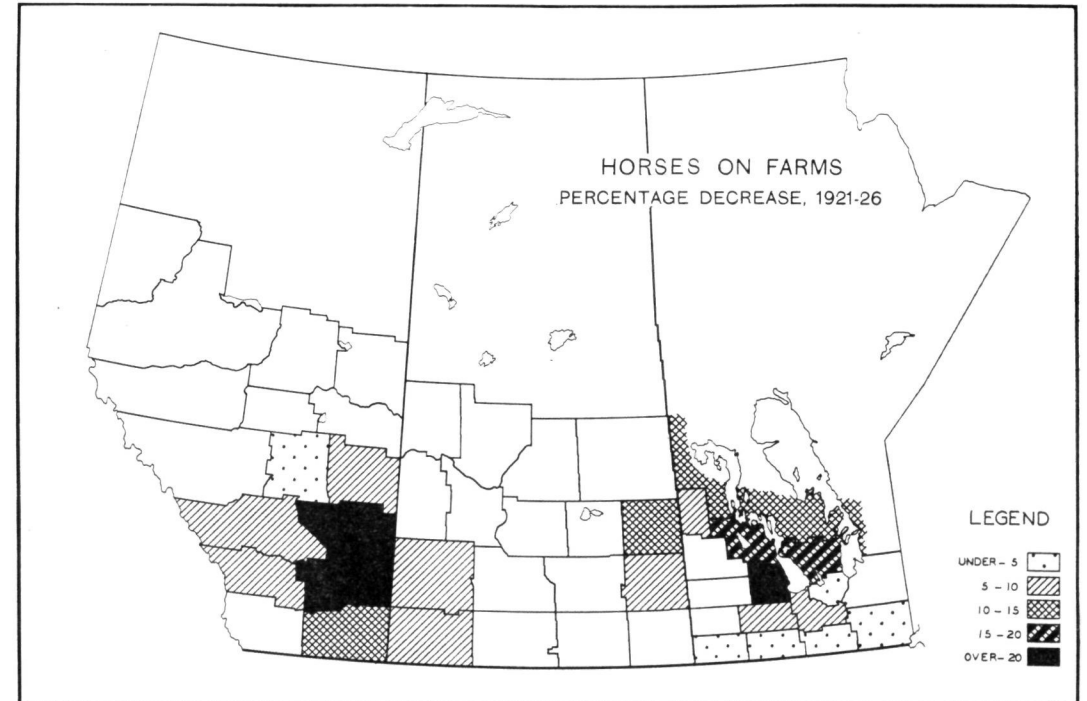 HORSES ON FARMS
PERCENTAGE DECREASE, 1921-26
LEGEND
UNDER – 5
5 – 10
10 – 15
15 – 20
OVER – 20